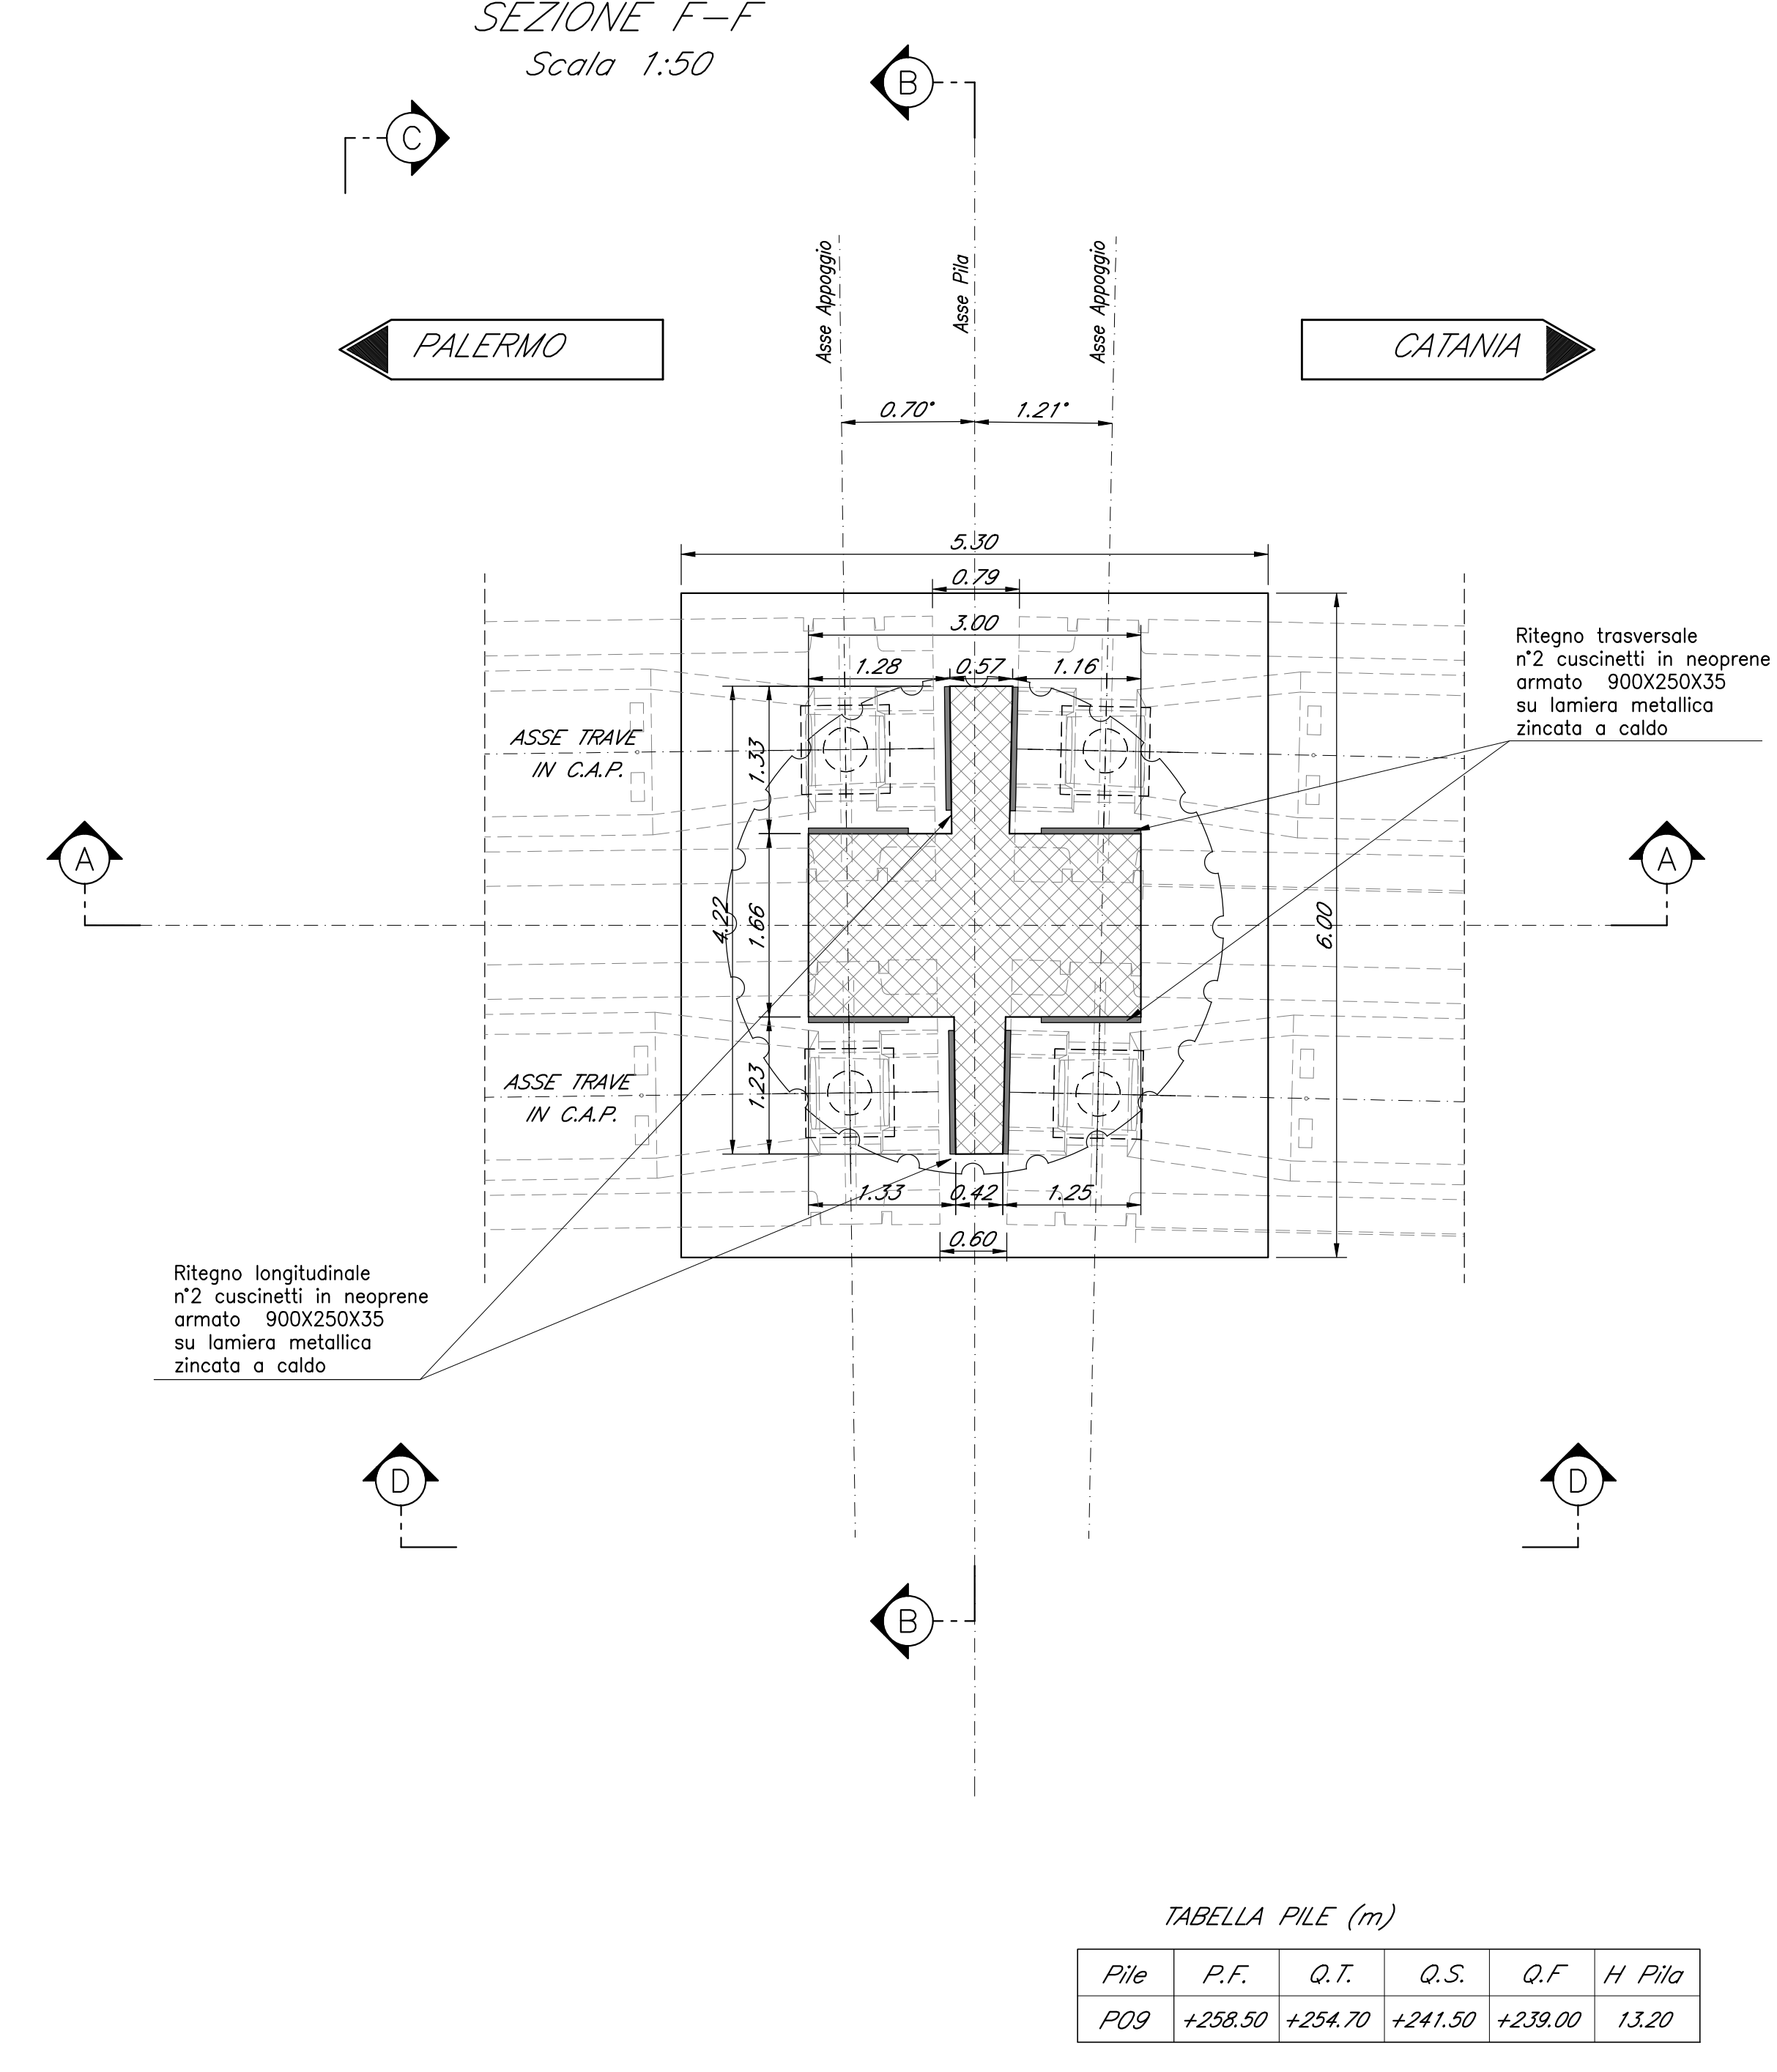 SEZIONE F-F
Scala 1:50
B
C
Asse Appoggio
Asse Pila
Asse Appoggio
PALERMO
CATANIA
0.70°
1.21°
5.30
0.79
3.00
1.28
0.57
1.16
Ritegno trasversale
n°2 cuscinetti in neoprene
armato 900X250X35
su lamiera metallica
zincata a caldo
ASSE TRAVE
IN C.A.P.
1.33
A
A
4.22
1.66
6.00
ASSE TRAVE
IN C.A.P.
1.23
1.33
0.42
1.25
0.60
Ritegno longitudinale
n°2 cuscinetti in neoprene
armato 900X250X35
su lamiera metallica
zincata a caldo
D
D
B
TABELLA PILE (m)
Pile P.F. Q.T. Q.S. Q.F H Pila
P09 +258.50 +254.70 +241.50 +239.00 13.20